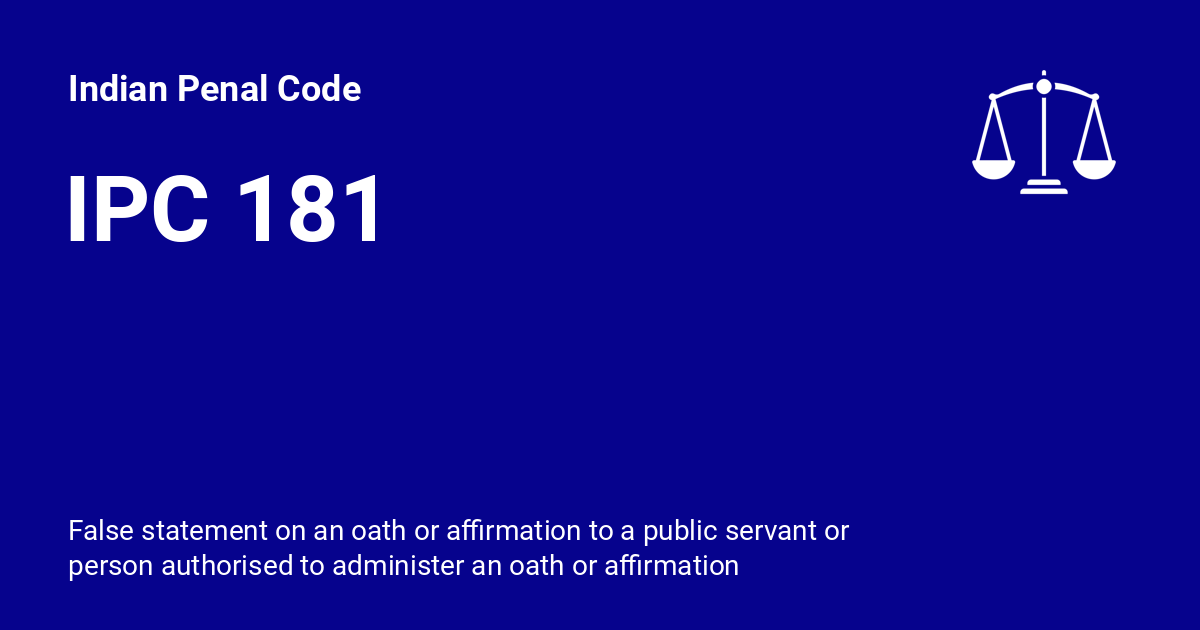 Indian Penal Code
IPC 181
False statement on an oath or affirmation to a public servant or
person authorised to administer an oath or affirmation